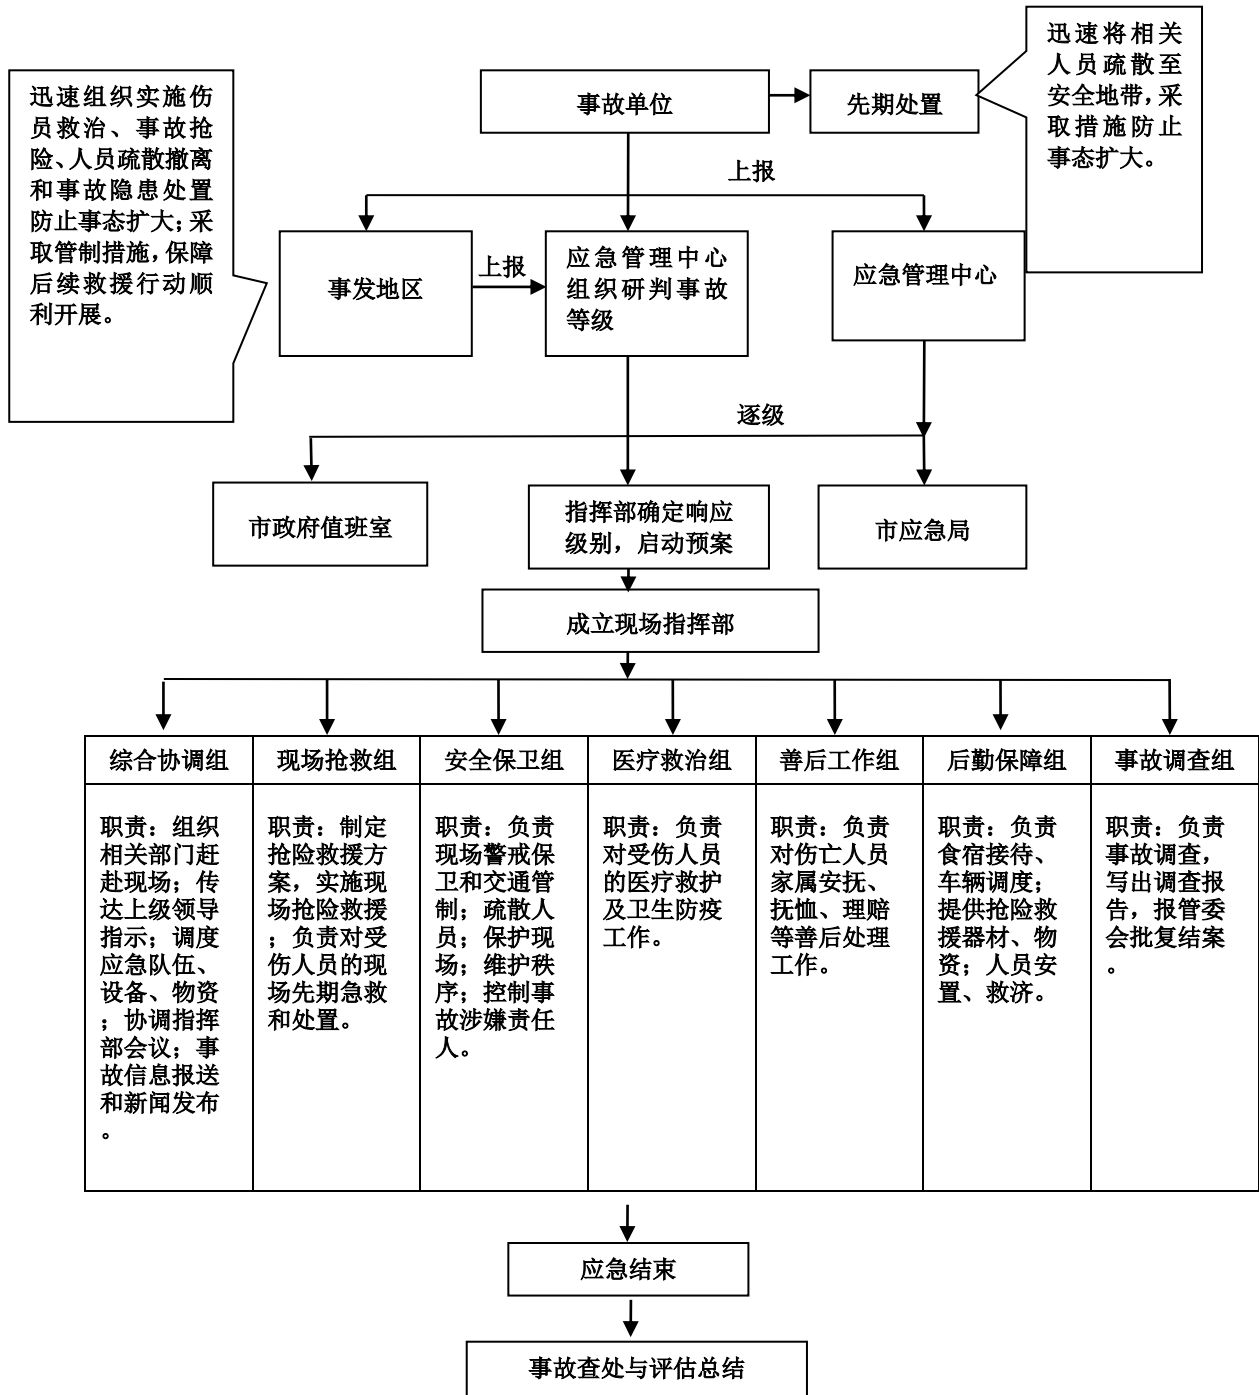 迅速将相关
人员疏散至
安全地带，采
取措施防止
事态扩大。
迅速组织实施伤
员救治、事故抢
险、人员疏散撤离
和事故隐患处置
防止事态扩大；采
取管制措施，保障
后续救援行动顺
利开展。
事故单位
先期处置
上报
事发地区
上报
应急管理中心
组织研判事故
等级
应急管理中心
逐级
市政府值班室
指挥部确定响应
级别，启动预案
市应急局
成立现场指挥部
综合协调组
现场抢救组
安全保卫组
医疗救治组
善后工作组
后勤保障组
事故调查组
职责：组织
相关部门赶
赴现场；传
达上级领导
指示；调度
应急队伍、
设备、物资
；协调指挥
部会议；事
故信息报送
和新闻发布
。
职责：制定
抢险救援方
案，实施现
场抢险救援
；负责对受
伤人员的现
场先期急救
和处置。
职责：负责
现场警戒保
卫和交通管
制；疏散人
员；保护现
场；维护秩
序；控制事
故涉嫌责任
人。
职责：负责
对受伤人员
的医疗救护
及卫生防疫
工作。
职责：负责
对伤亡人员
家属安抚、
抚恤、理赔
等善后处理
工作。
职责：负责
食宿接待、
车辆调度；
提供抢险救
援器材、物
资；人员安
置、救济。
职责：负责
事故调查，
写出调查报
告，报管委
会批复结案
。
应急结束
事故查处与评估总结